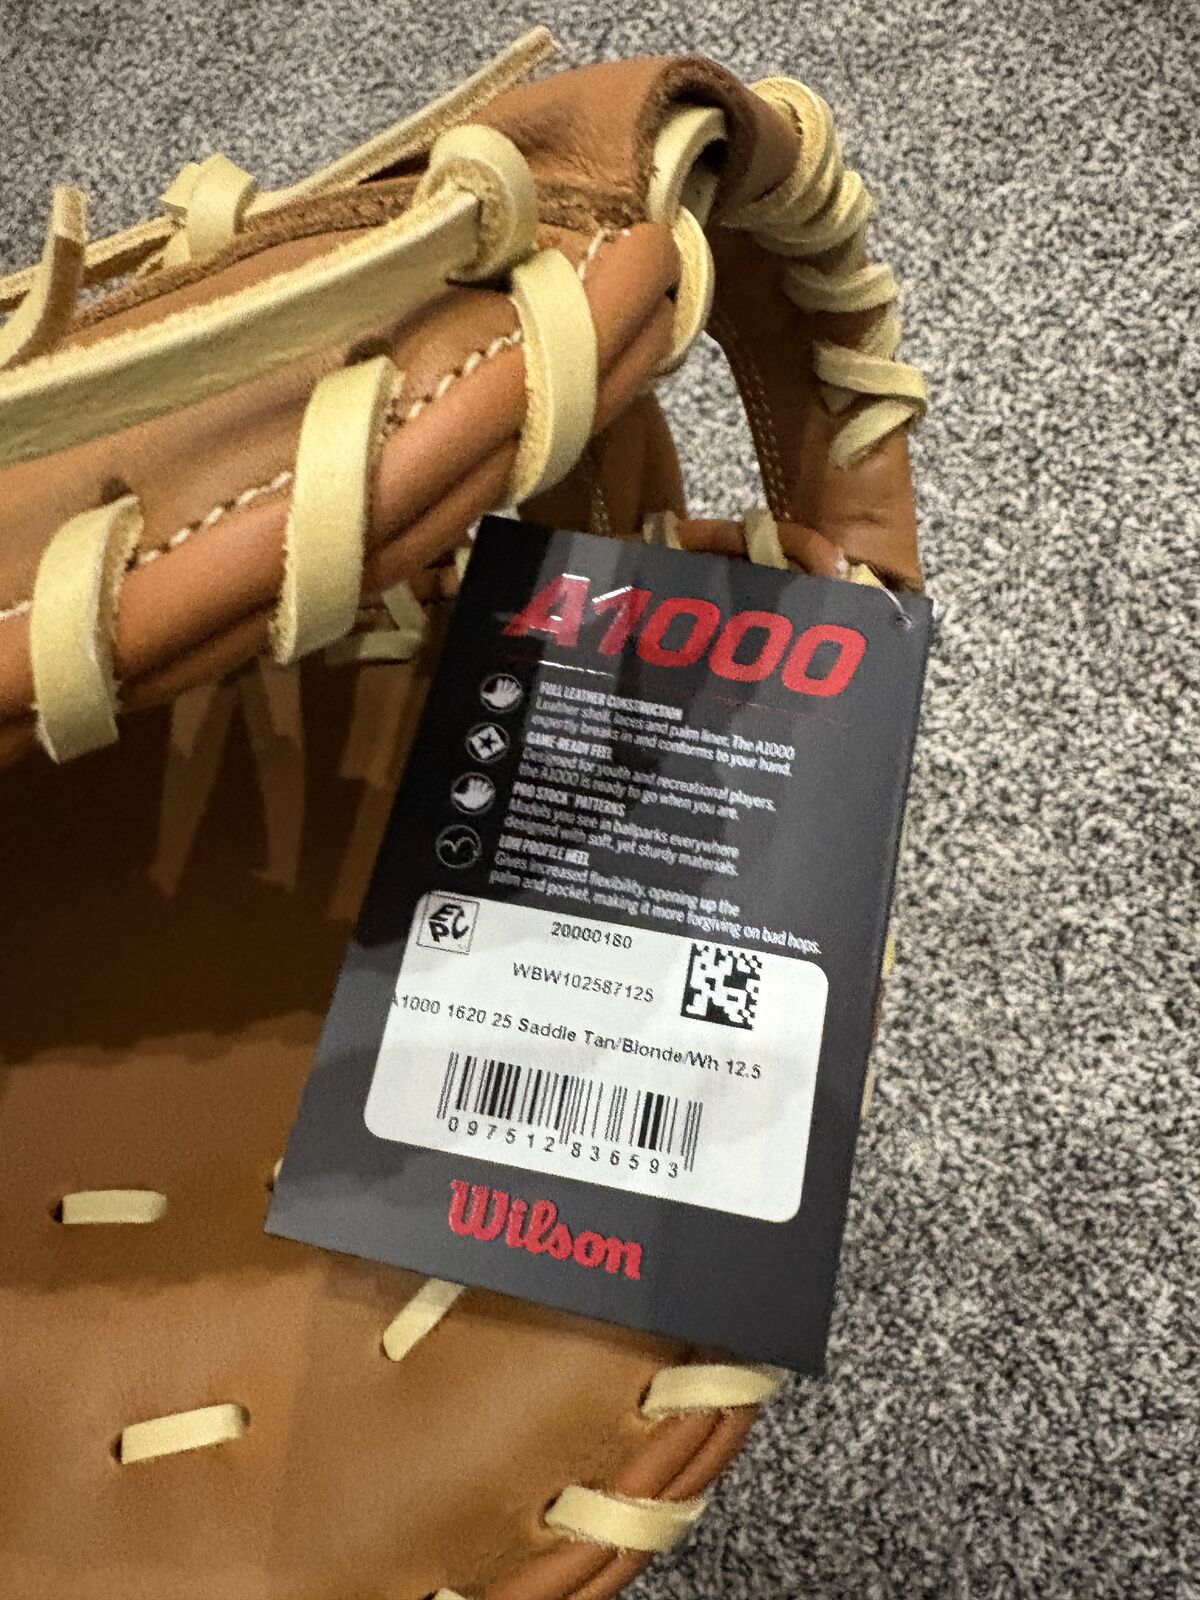 A1000
FULL LEATHER CONSTRUCTION
Leather shell, laces and palm liner. The A1000
expertly breaks in and conforms to your hand.
GAME-READY FEEL
Designed for youth and recreational players,
the A1000 is ready to go when you are.
PRO STOCK PATTERNS
Models you see in ballparks everywhere
designed with soft, yet sturdy materials.
LOW PROFILE HEEL
Gives increased flexibility, opening up the
palm and pocket, making it more forgiving on bad hops.
EPC
20000180
WBW102587125
A1000 1620 25 Saddle Tan/Blonde/Wh 12.5
097512836593
Wilson